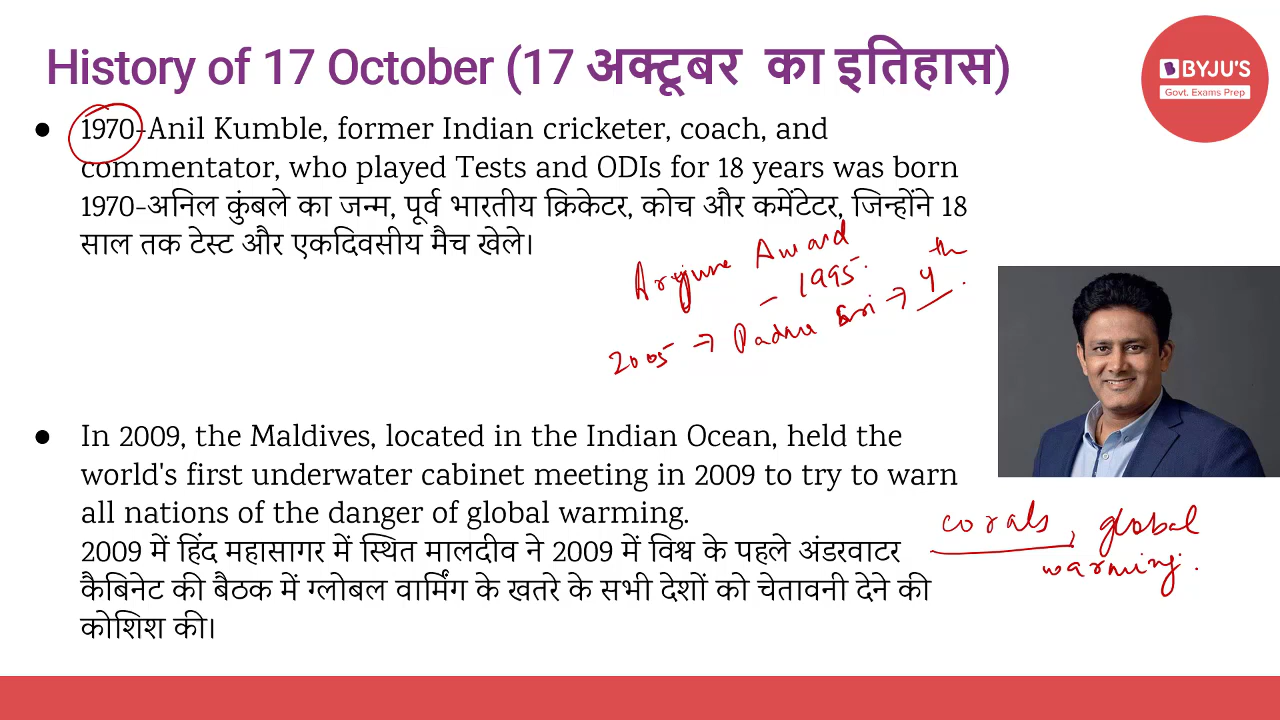 History of 17 October (17 अक्टूबर का इतिहास)
BYJU'S
Govt. Exams Prep
● 1970-Anil Kumble, former Indian cricketer, coach, and
commentator, who played Tests and ODIs for 18 years was born
1970-अनिल कुंबले का जन्म, पूर्व भारतीय क्रिकेटर, कोच और कमेंटेटर, जिन्होंने 18
साल तक टेस्ट और एकदिवसीय मैच खेले।
Arjuna Award
- 1995.
2005 → Padma Sri → 4th.
● In 2009, the Maldives, located in the Indian Ocean, held the
world's first underwater cabinet meeting in 2009 to try to warn
all nations of the danger of global warming.
2009 में हिंद महासागर में स्थित मालदीव ने 2009 में विश्व के पहले अंडरवाटर
कैबिनेट की बैठक में ग्लोबल वार्मिंग के खतरे के सभी देशों को चेतावनी देने की
कोशिश की।
corals, global
warming.